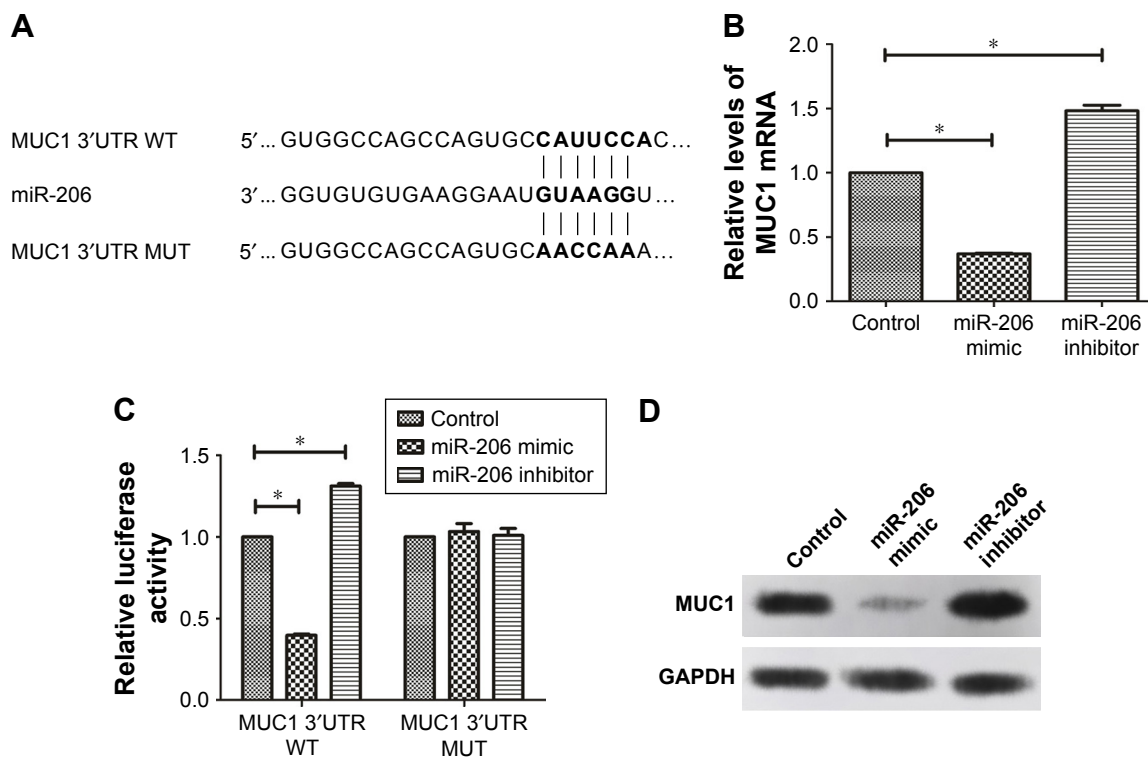 A
MUC1 3′UTR WT 5′... GUGGCCAGCCAGUGCCAUUCCAC...
miR-206 3′... GGUGUGUGAAGGAAUGUAAGGU...
MUC1 3′UTR MUT 5′... GUGGCCAGCCAGUGCAACCAAA...
B
Relative levels of
MUC1 mRNA
2.0
1.5
1.0
0.5
0.0
*
*
Control
miR-206
mimic
miR-206
inhibitor
C
Relative luciferase
activity
1.5
1.0
0.5
0.0
*
*
Control
miR-206 mimic
miR-206 inhibitor
MUC1 3′UTR
WT
MUC1 3′UTR
MUT
D
Control
miR-206
mimic
miR-206
inhibitor
MUC1
GAPDH